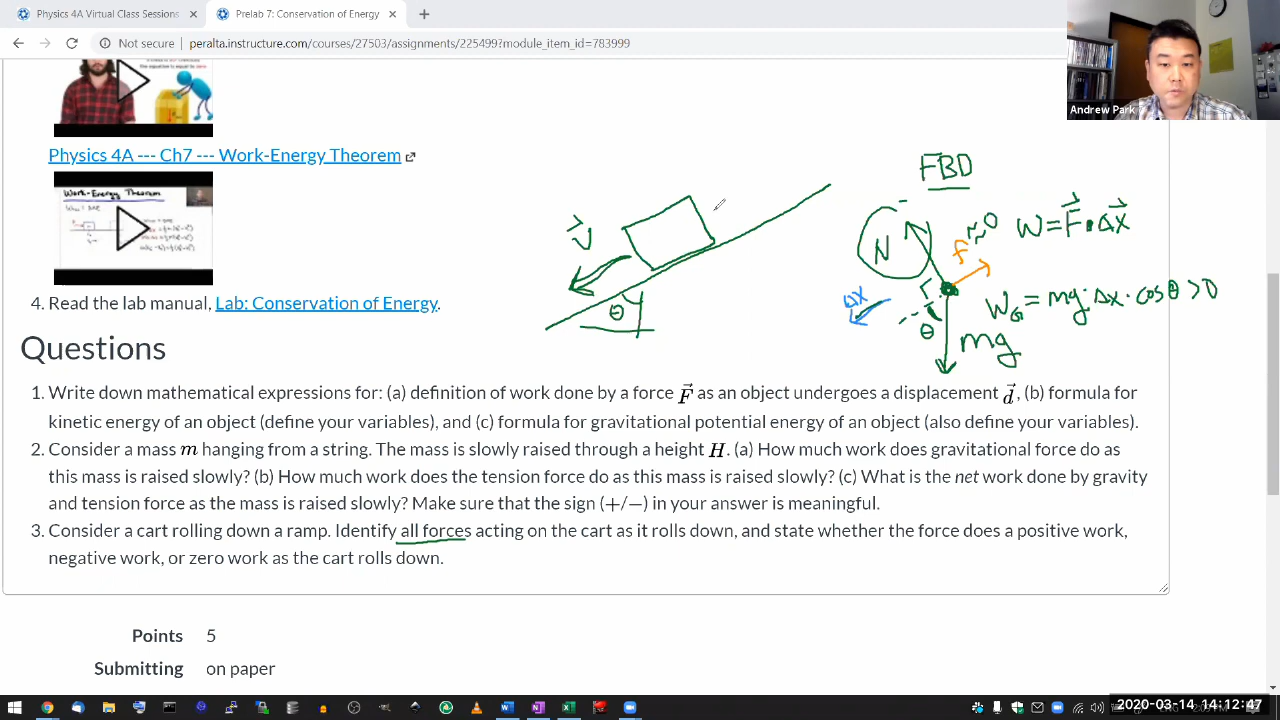 Physics 4A Virtual Class Sessions
Prelab 7: Conservation of Energy
Not secure | peralta.instructure.com/courses/27503/assignments/225499?module_item_id=783999
Andrew Park
Physics 4A --- Ch7 --- Work-Energy Theorem
Work-Energy Theorem
4. Read the lab manual, Lab: Conservation of Energy.
FBD
v
θ
N
f ≈0
W=F·Δx
Δx
θ
mg
W_G = mg·Δx·cosθ >0
Questions
1. Write down mathematical expressions for: (a) definition of work done by a force F as an object undergoes a displacement d, (b) formula for
kinetic energy of an object (define your variables), and (c) formula for gravitational potential energy of an object (also define your variables).
2. Consider a mass m hanging from a string. The mass is slowly raised through a height H. (a) How much work does gravitational force do as
this mass is raised slowly? (b) How much work does the tension force do as this mass is raised slowly? (c) What is the net work done by gravity
and tension force as the mass is raised slowly? Make sure that the sign (+/−) in your answer is meaningful.
3. Consider a cart rolling down a ramp. Identify all forces acting on the cart as it rolls down, and state whether the force does a positive work,
negative work, or zero work as the cart rolls down.
Points 5
Submitting on paper
2020-03-14 14:12:47